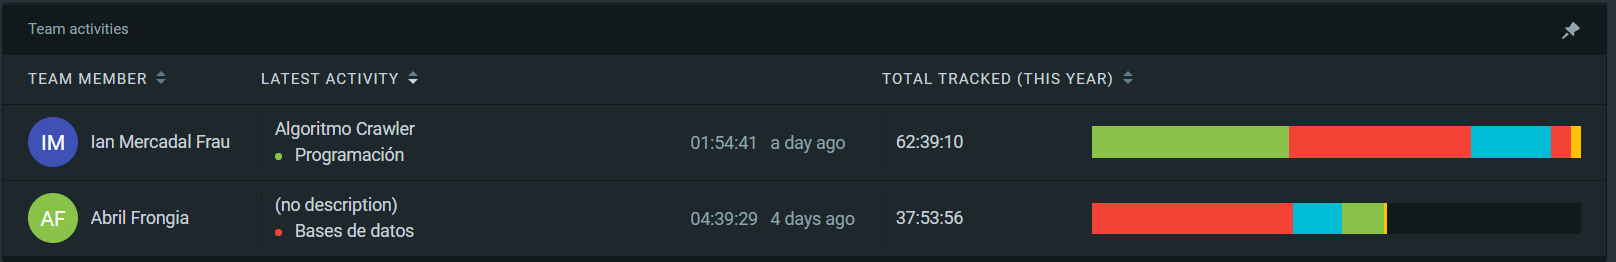 Team activities
TEAM MEMBER LATEST ACTIVITY TOTAL TRACKED (THIS YEAR)
IM Ian Mercadal Frau
Algoritmo Crawler
Programación
01:54:41 a day ago
62:39:10
AF Abril Frongia
(no description)
Bases de datos
04:39:29 4 days ago
37:53:56